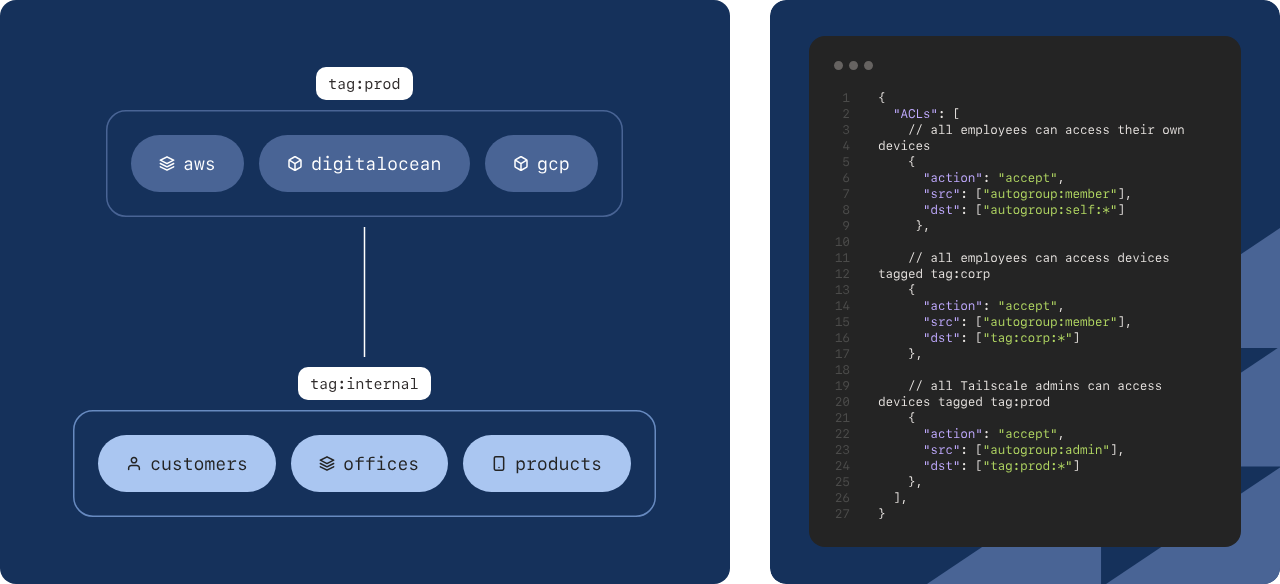 tag:prod
aws
digitalocean
gcp
tag:internal
customers
offices
products
1 {
2 "ACLs": [
3 // all employees can access their own
4 devices
5 {
6 "action": "accept",
7 "src": ["autogroup:member"],
8 "dst": ["autogroup:self:*"]
9 },
10
11 // all employees can access devices
12 tagged tag:corp
13 {
14 "action": "accept",
15 "src": ["autogroup:member"],
16 "dst": ["tag:corp:*"]
17 },
18
19 // all Tailscale admins can access
20 devices tagged tag:prod
21 {
22 "action": "accept",
23 "src": ["autogroup:admin"],
24 "dst": ["tag:prod:*"]
25 },
26 ],
27 }